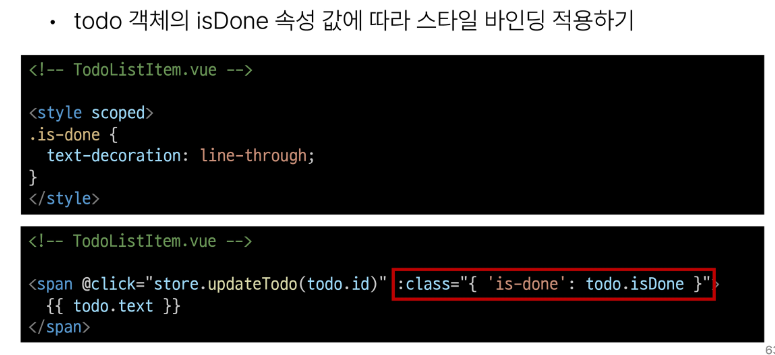 • todo 객체의 isDone 속성 값에 따라 스타일 바인딩 적용하기
<!-- TodoListItem.vue -->
<style scoped>
.is-done {
  text-decoration: line-through;
}
</style>
<!-- TodoListItem.vue -->
<span @click="store.updateTodo(todo.id)" :class="{ 'is-done': todo.isDone }">
  {{ todo.text }}
</span>